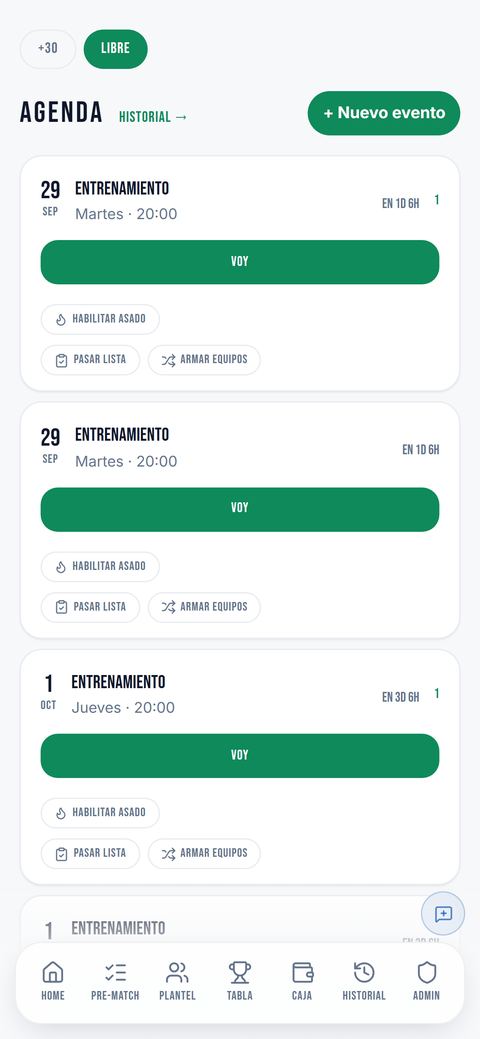 +30 LIBRE
AGENDA HISTORIAL → + Nuevo evento
29 ENTRENAMIENTO
SEP Martes · 20:00 EN 1D 6H 1
VOY
HABILITAR ASADO
PASAR LISTA ARMAR EQUIPOS
29 ENTRENAMIENTO
SEP Martes · 20:00 EN 1D 6H
VOY
HABILITAR ASADO
PASAR LISTA ARMAR EQUIPOS
1 ENTRENAMIENTO
OCT Jueves · 20:00 EN 3D 6H 1
VOY
HABILITAR ASADO
PASAR LISTA ARMAR EQUIPOS
1 ENTRENAMIENTO
HOME PRE-MATCH PLANTEL TABLA CAJA HISTORIAL ADMIN